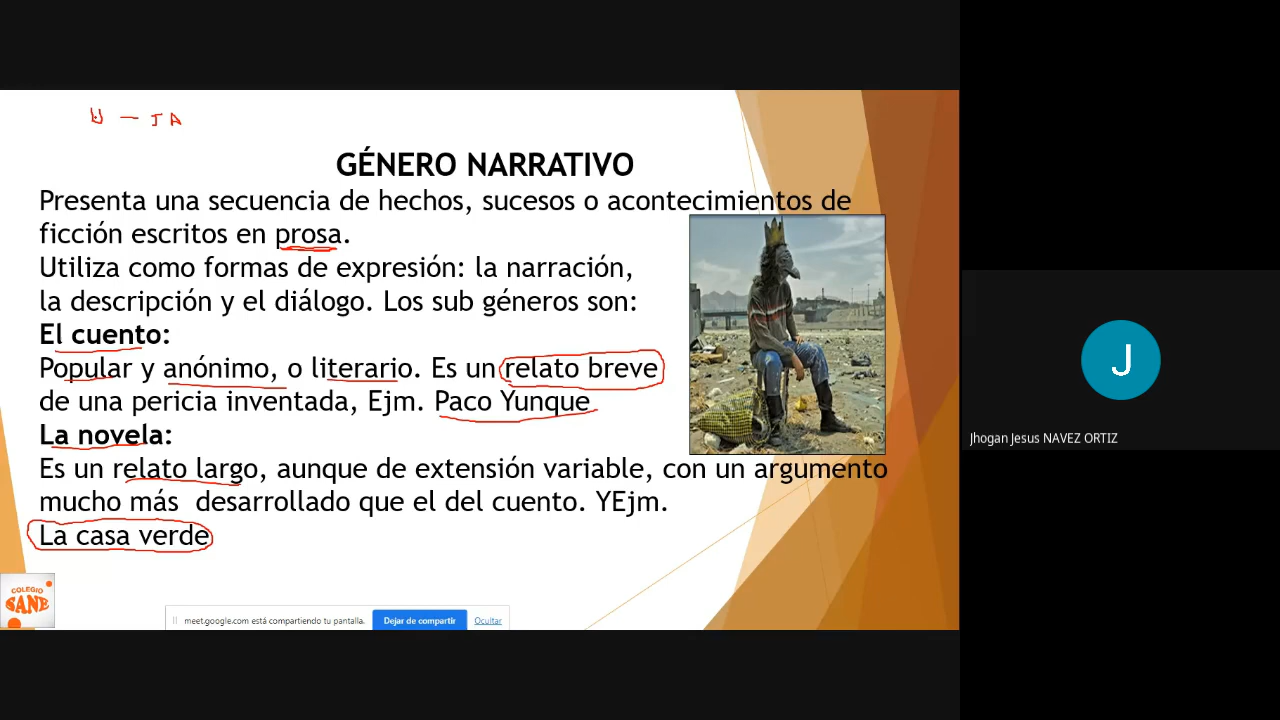 GÉNERO NARRATIVO
Presenta una secuencia de hechos, sucesos o acontecimientos de
ficción escritos en prosa.
Utiliza como formas de expresión: la narración,
la descripción y el diálogo. Los sub géneros son:
El cuento:
Popular y anónimo, o literario. Es un relato breve
de una pericia inventada, Ejm. Paco Yunque
La novela:
Es un relato largo, aunque de extensión variable, con un argumento
mucho más desarrollado que el del cuento. YEjm.
La casa verde
COLEGIO
SANE
meet.google.com está compartiendo tu pantalla. Dejar de compartir Ocultar
J
Jhogan Jesus NAVEZ ORTIZ